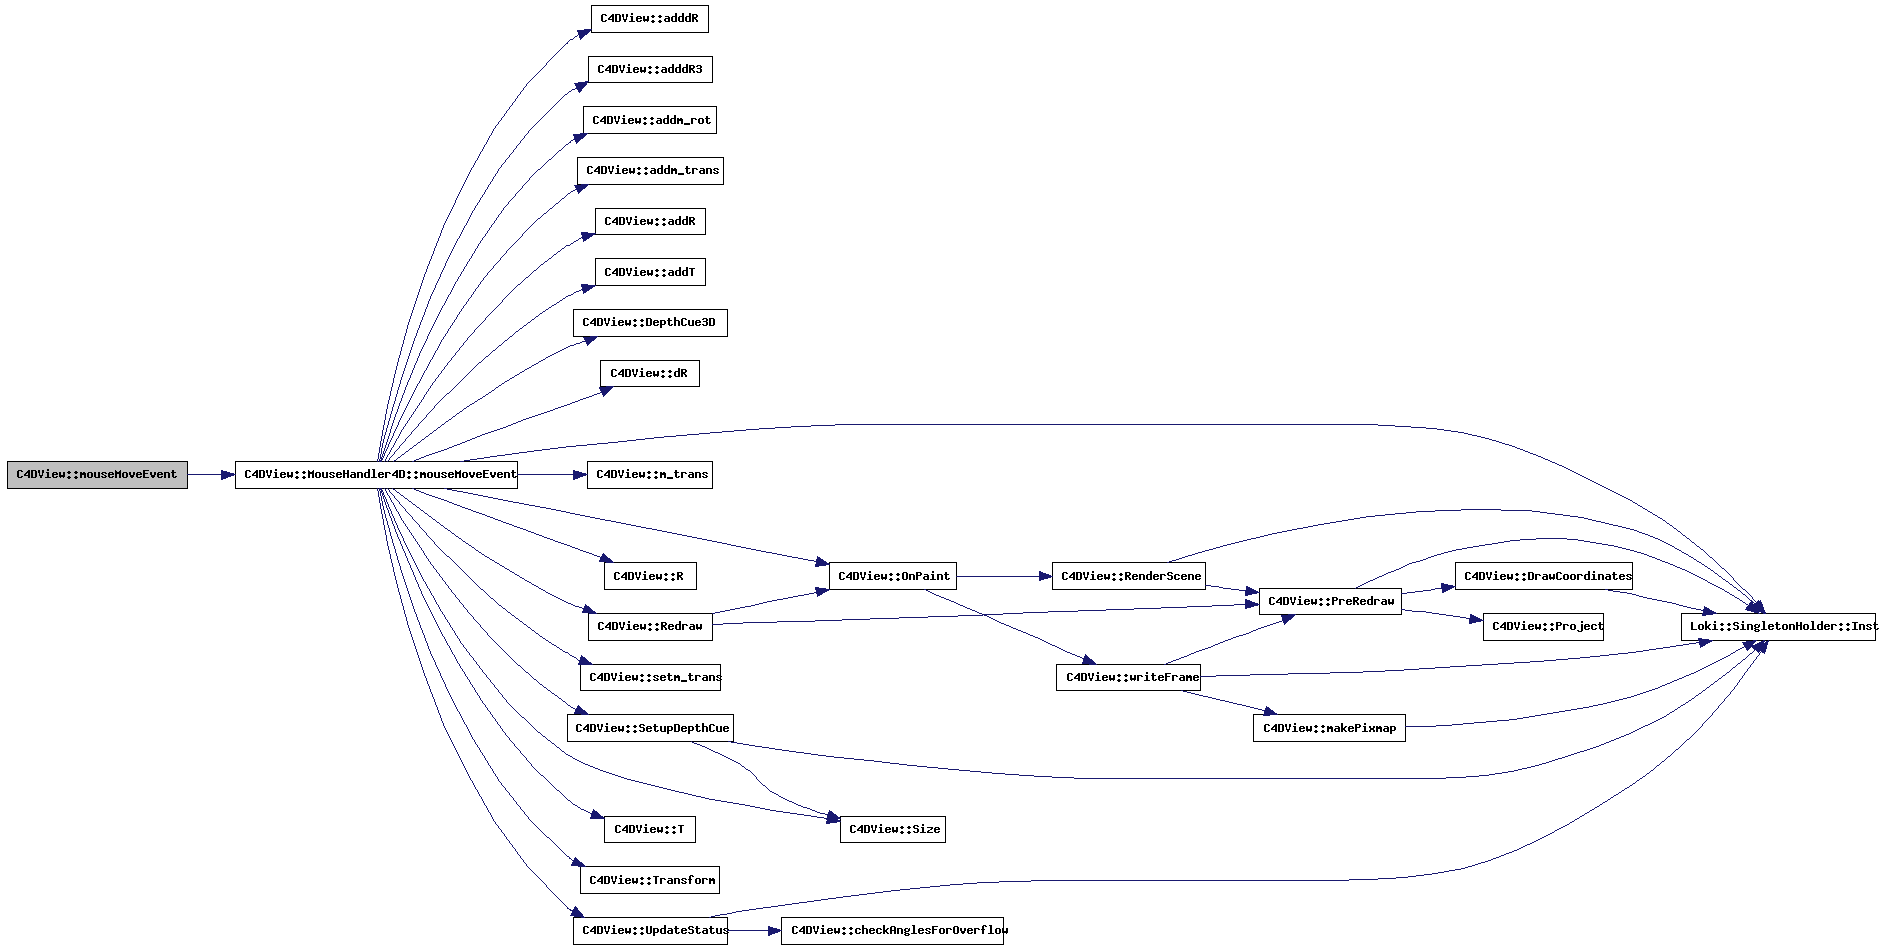 C4DView::adddR
C4DView::adddR3
C4DView::addm_rot
C4DView::addm_trans
C4DView::addR
C4DView::addT
C4DView::DepthCue3D
C4DView::dR
C4DView::mouseMoveEvent
C4DView::MouseHandler4D::mouseMoveEvent
C4DView::m_trans
C4DView::R
C4DView::OnPaint
C4DView::RenderScene
C4DView::DrawCoordinates
C4DView::PreRedraw
C4DView::Redraw
C4DView::Project
Loki::SingletonHolder::Inst
C4DView::setm_trans
C4DView::writeFrame
C4DView::SetupDepthCue
C4DView::makePixmap
C4DView::T
C4DView::Size
C4DView::Transform
C4DView::UpdateStatus
C4DView::checkAnglesForOverflow